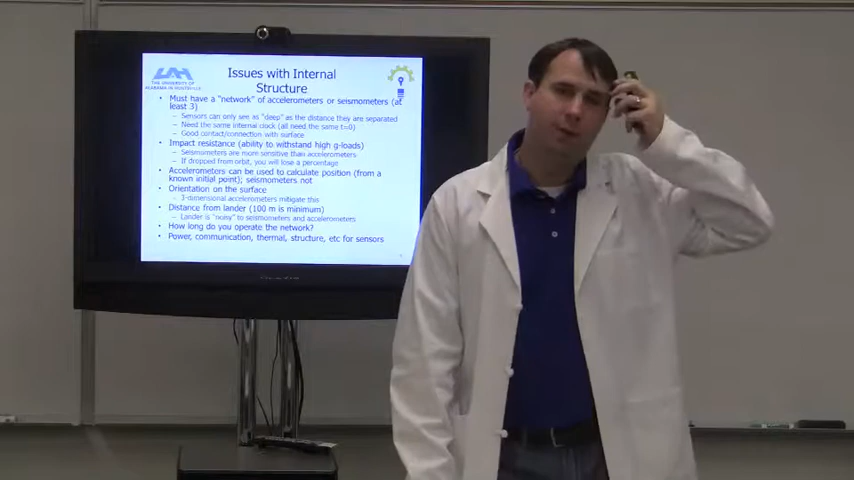 UAH
THE UNIVERSITY OF
ALABAMA IN HUNTSVILLE
Issues with Internal
Structure
• Must have a "network" of accelerometers or seismometers (at
least 3)
– Sensors can only see as "deep" as the distance they are separated
– Need the same internal clock (all need the same t=0)
– Good contact/connection with surface
• Impact resistance (ability to withstand high g-loads)
– Seismometers are more sensitive than accelerometers
– If dropped from orbit, you will lose a percentage
• Accelerometers can be used to calculate position (from a
known initial point); seismometers not
• Orientation on the surface
– 3-dimensional accelerometers mitigate this
• Distance from lander (100 m is minimum)
– Lander is "noisy" to seismometers and accelerometers
• How long do you operate the network?
• Power, communication, thermal, structure, etc for sensors